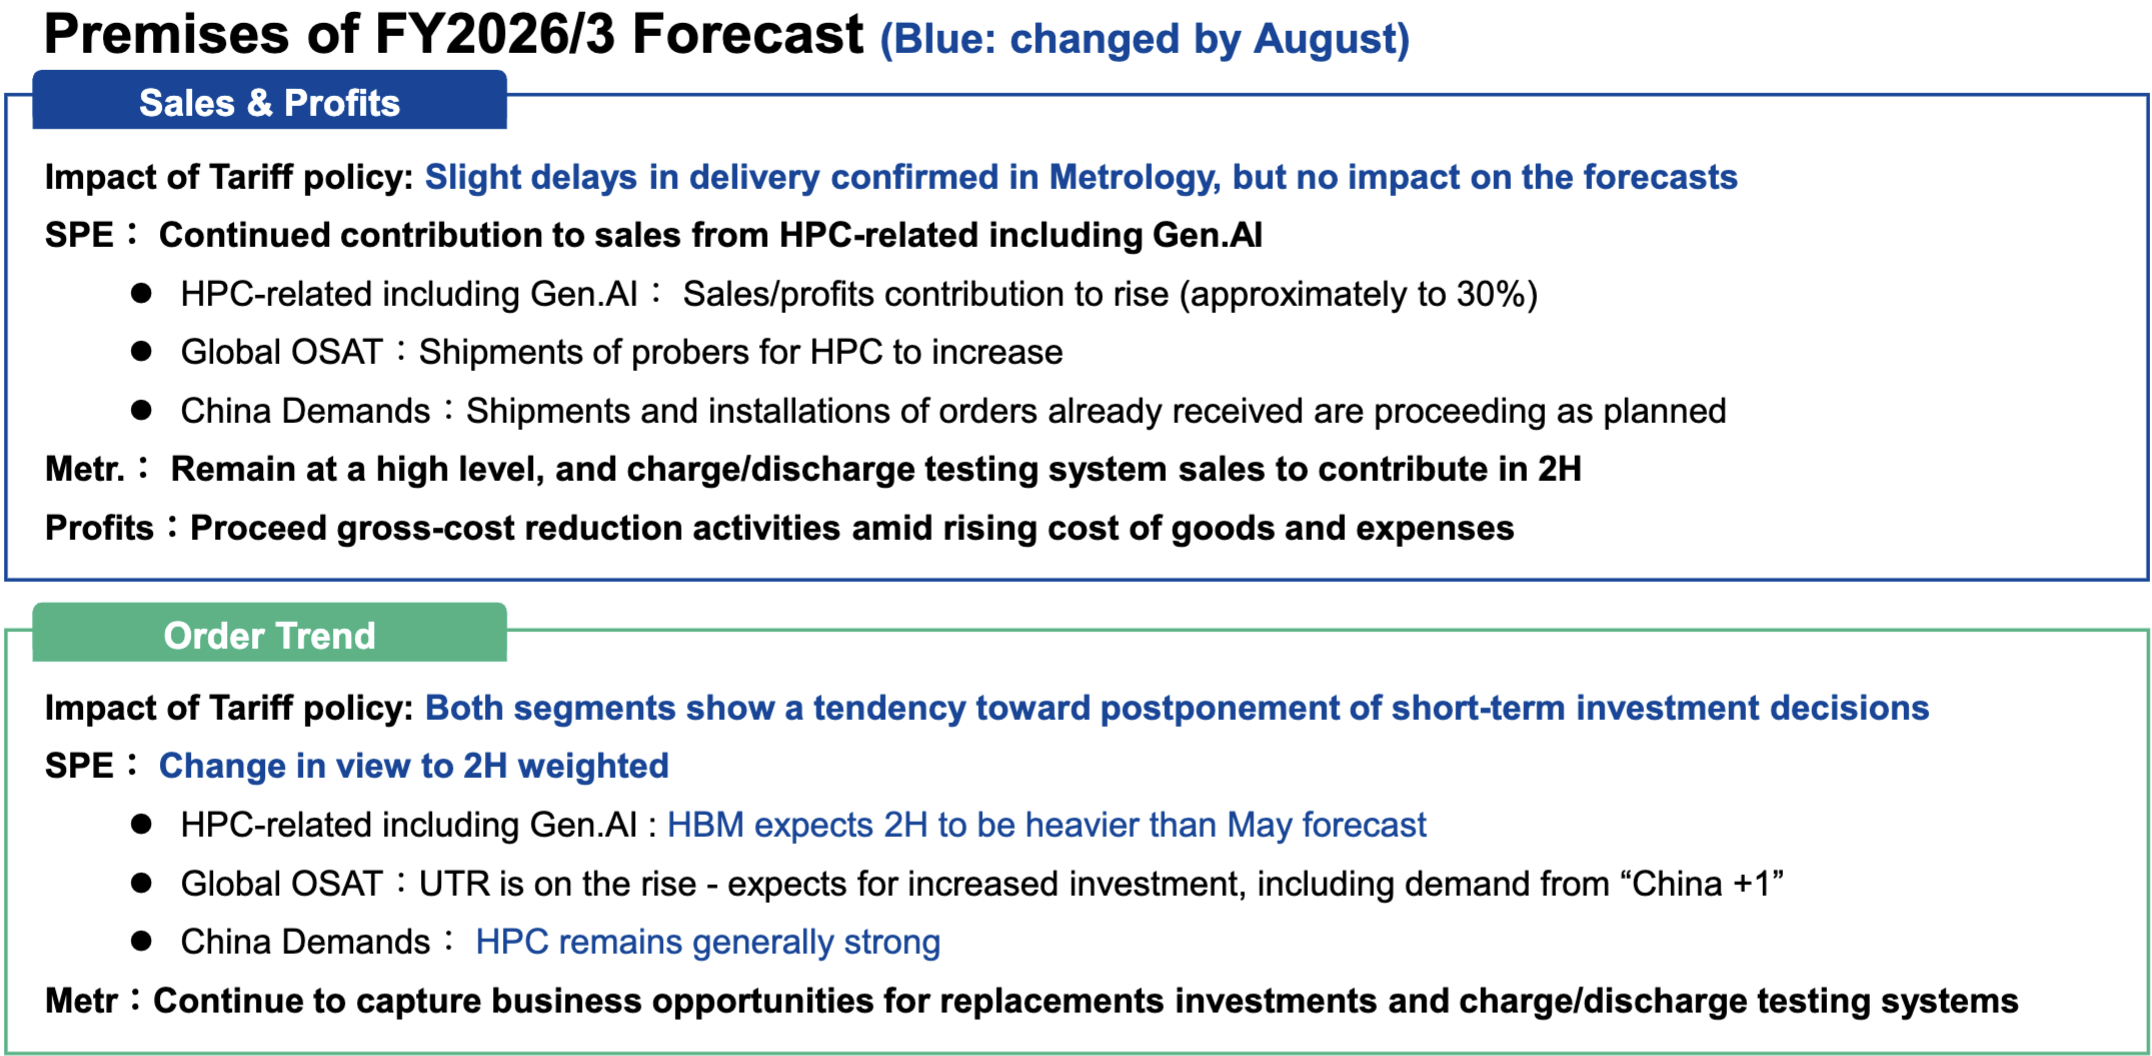 Premises of FY2026/3 Forecast (Blue: changed by August)
Sales & Profits
Impact of Tariff policy: Slight delays in delivery confirmed in Metrology, but no impact on the forecasts
SPE： Continued contribution to sales from HPC-related including Gen.AI
● HPC-related including Gen.AI： Sales/profits contribution to rise (approximately to 30%)
● Global OSAT：Shipments of probers for HPC to increase
● China Demands：Shipments and installations of orders already received are proceeding as planned
Metr.： Remain at a high level, and charge/discharge testing system sales to contribute in 2H
Profits：Proceed gross-cost reduction activities amid rising cost of goods and expenses
Order Trend
Impact of Tariff policy: Both segments show a tendency toward postponement of short-term investment decisions
SPE： Change in view to 2H weighted
● HPC-related including Gen.AI : HBM expects 2H to be heavier than May forecast
● Global OSAT：UTR is on the rise - expects for increased investment, including demand from “China +1”
● China Demands： HPC remains generally strong
Metr：Continue to capture business opportunities for replacements investments and charge/discharge testing systems